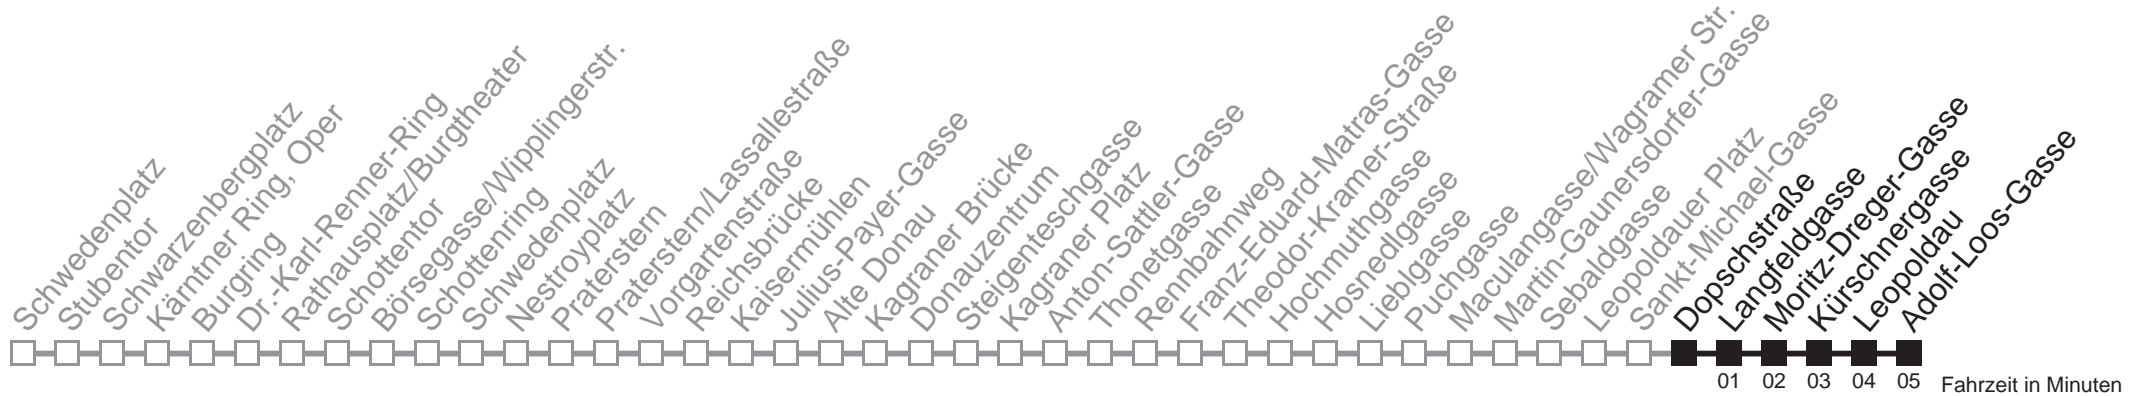 Schwedenplatz
Stubentor
Schwarzenbergplatz
Kärntner Ring, Oper
Burgring
Dr.-Karl-Renner-Ring
Rathausplatz/Burgtheater
Schottentor
Börsegasse/Wipplingerstr.
Schottenring
Schwedenplatz
Nestroyplatz
Praterstern
Praterstern/Lassallestraße
Vorgartenstraße
Reichsbrücke
Kaisermühlen
Julius-Payer-Gasse
Alte Donau
Kagraner Brücke
Donauzentrum
Steigenteschgasse
Kagraner Platz
Anton-Sattler-Gasse
Thonetgasse
Rennbahnweg
Franz-Eduard-Matras-Gasse
Theodor-Kramer-Straße
Hochmuthgasse
Hosnedlgasse
Lieblgasse
Puchgasse
Maculangasse/Wagramer Str.
Martin-Gaunersdorfer-Gasse
Sebaldgasse
Leopoldauer Platz
Sankt-Michael-Gasse
Dopschstraße
Langfeldgasse
Moritz-Dreger-Gasse
Kürschnergasse
Leopoldau
Adolf-Loos-Gasse
01 02 03 04 05 Fahrzeit in Minuten